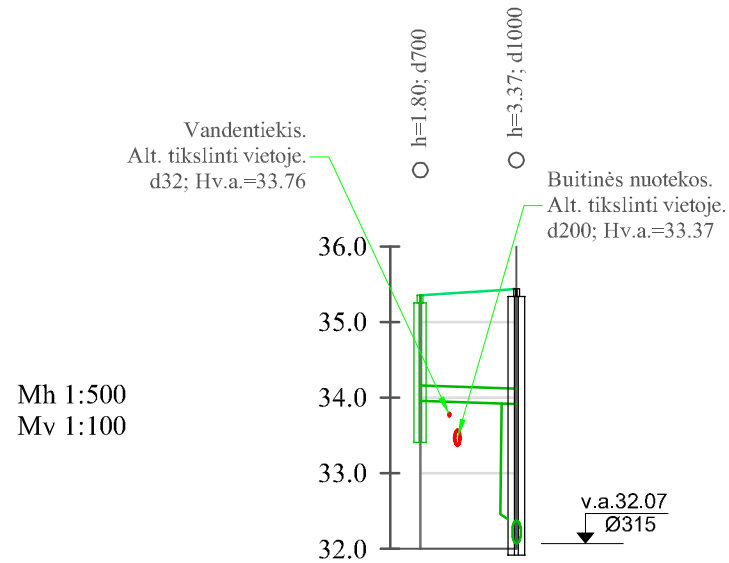 h=1.80; d700
h=3.37; d1000
Vandentiekis.
Alt. tikslinti vietoje.
d32; Hv.a.=33.76
Buitinės nuotekos.
Alt. tikslinti vietoje.
d200; Hv.a.=33.37
36.0
35.0
34.0
33.0
32.0
Mh 1:500
Mv 1:100
v.a.32.07
Ø315